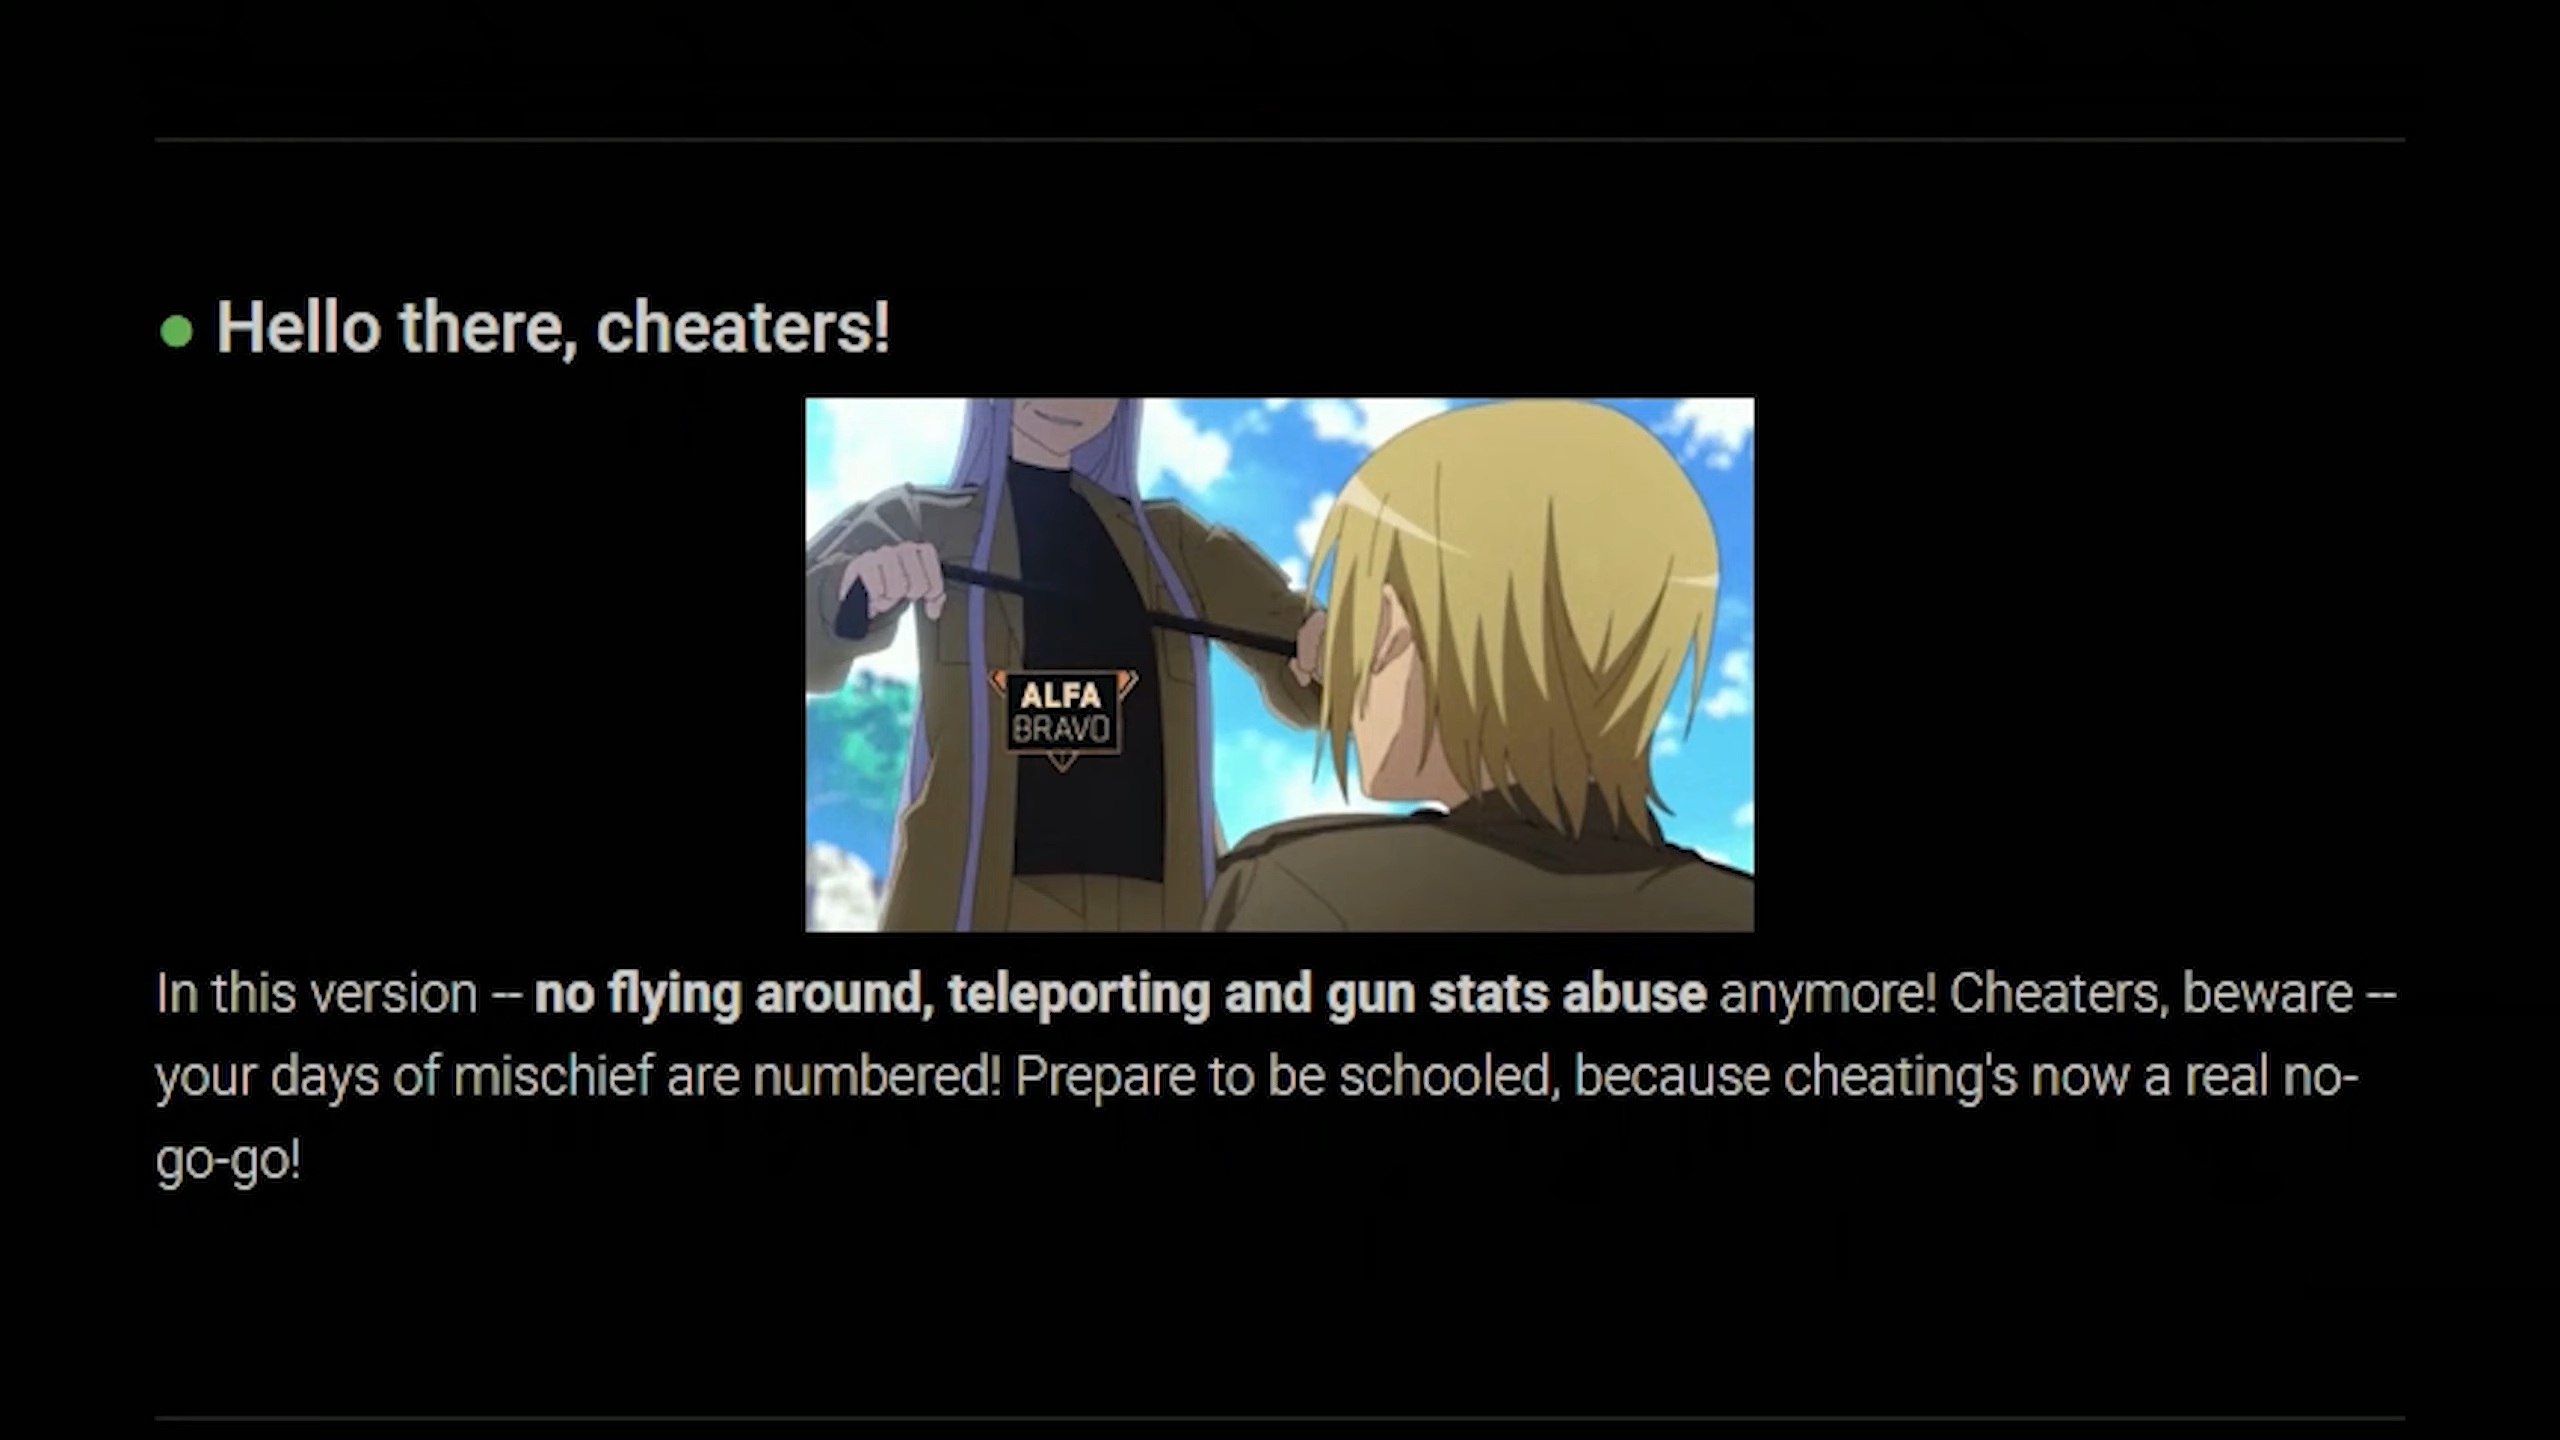 Hello there, cheaters!
ALFA
BRAVO
In this version -- no flying around, teleporting and gun stats abuse anymore! Cheaters, beware --
your days of mischief are numbered! Prepare to be schooled, because cheating's now a real no-
go-go!